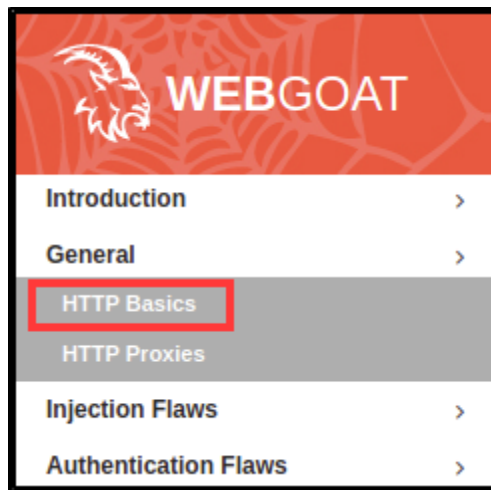 WEBGOAT
Introduction
General
HTTP Basics
HTTP Proxies
Injection Flaws
Authentication Flaws